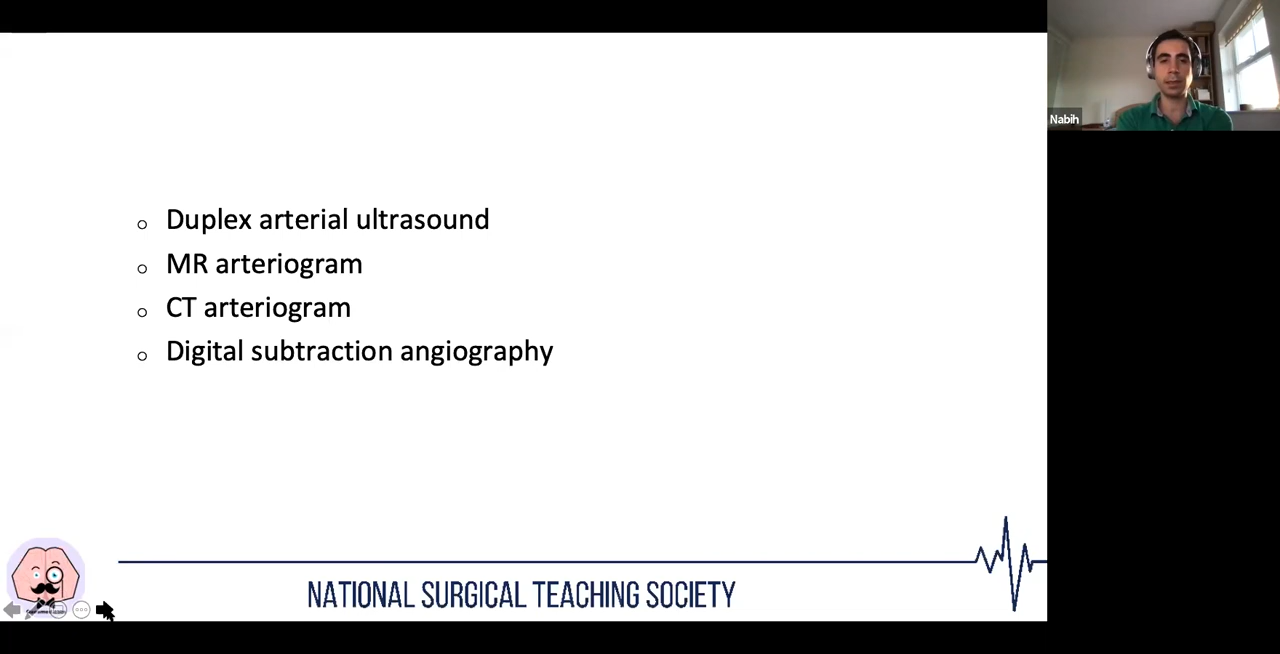 Duplex arterial ultrasound
MR arteriogram
CT arteriogram
Digital subtraction angiography
NATIONAL SURGICAL TEACHING SOCIETY
Nabih